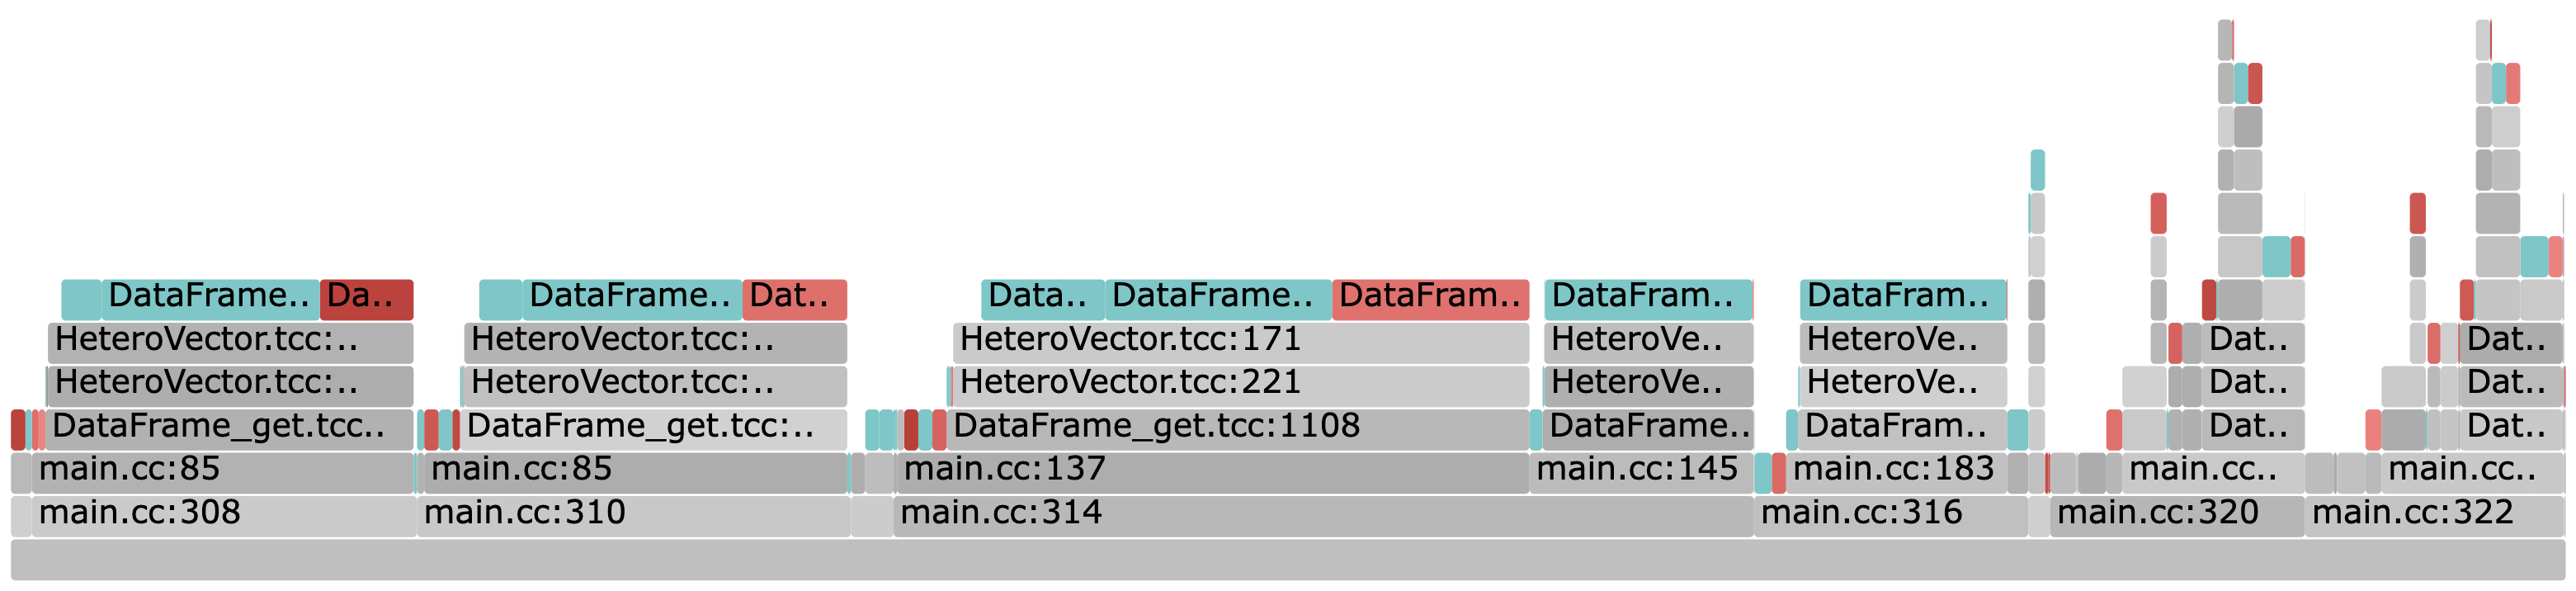 DataFrame.. Da.. DataFrame.. Dat.. Data.. DataFrame.. DataFram.. DataFram.. DataFram..
HeteroVector.tcc:.. HeteroVector.tcc:.. HeteroVector.tcc:171 HeteroVe.. HeteroVe.. Dat.. Dat..
HeteroVector.tcc:.. HeteroVector.tcc:.. HeteroVector.tcc:221 HeteroVe.. HeteroVe.. Dat.. Dat..
DataFrame_get.tcc.. DataFrame_get.tcc:.. DataFrame_get.tcc:1108 DataFrame.. DataFram.. Dat.. Dat..
main.cc:85 main.cc:85 main.cc:137 main.cc:145 main.cc:183 main.cc.. main.cc..
main.cc:308 main.cc:310 main.cc:314 main.cc:316 main.cc:320 main.cc:322